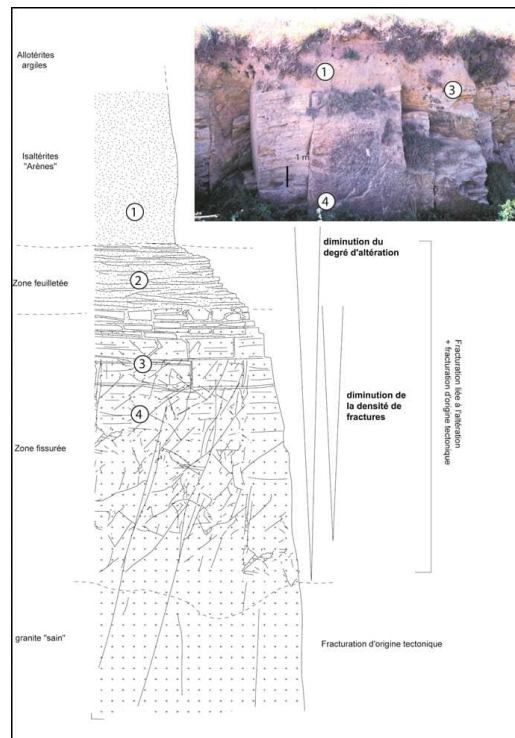 Allotérites
argiles
1
3
1 m
4
Isaltérites
"Arènes"
1
diminution du
degré d'altération
Zone feuilletée
2
3
Fracturation liée à l'altération
+ fracturation d'origine tectonique
diminution de
la densité de
fractures
4
Zone fissurée
granite "sain"
Fracturation d'origine tectonique